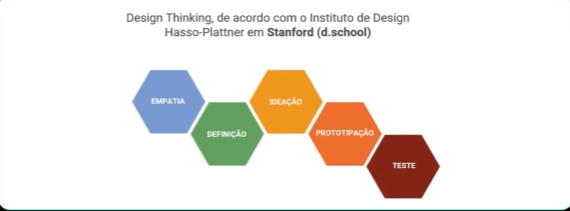 Design Thinking, de acordo com o Instituto de Design
Hasso-Plattner em Stanford (d.school)
EMPATIA
DEFINIÇÃO
IDEAÇÃO
PROTOTIPAÇÃO
TESTE